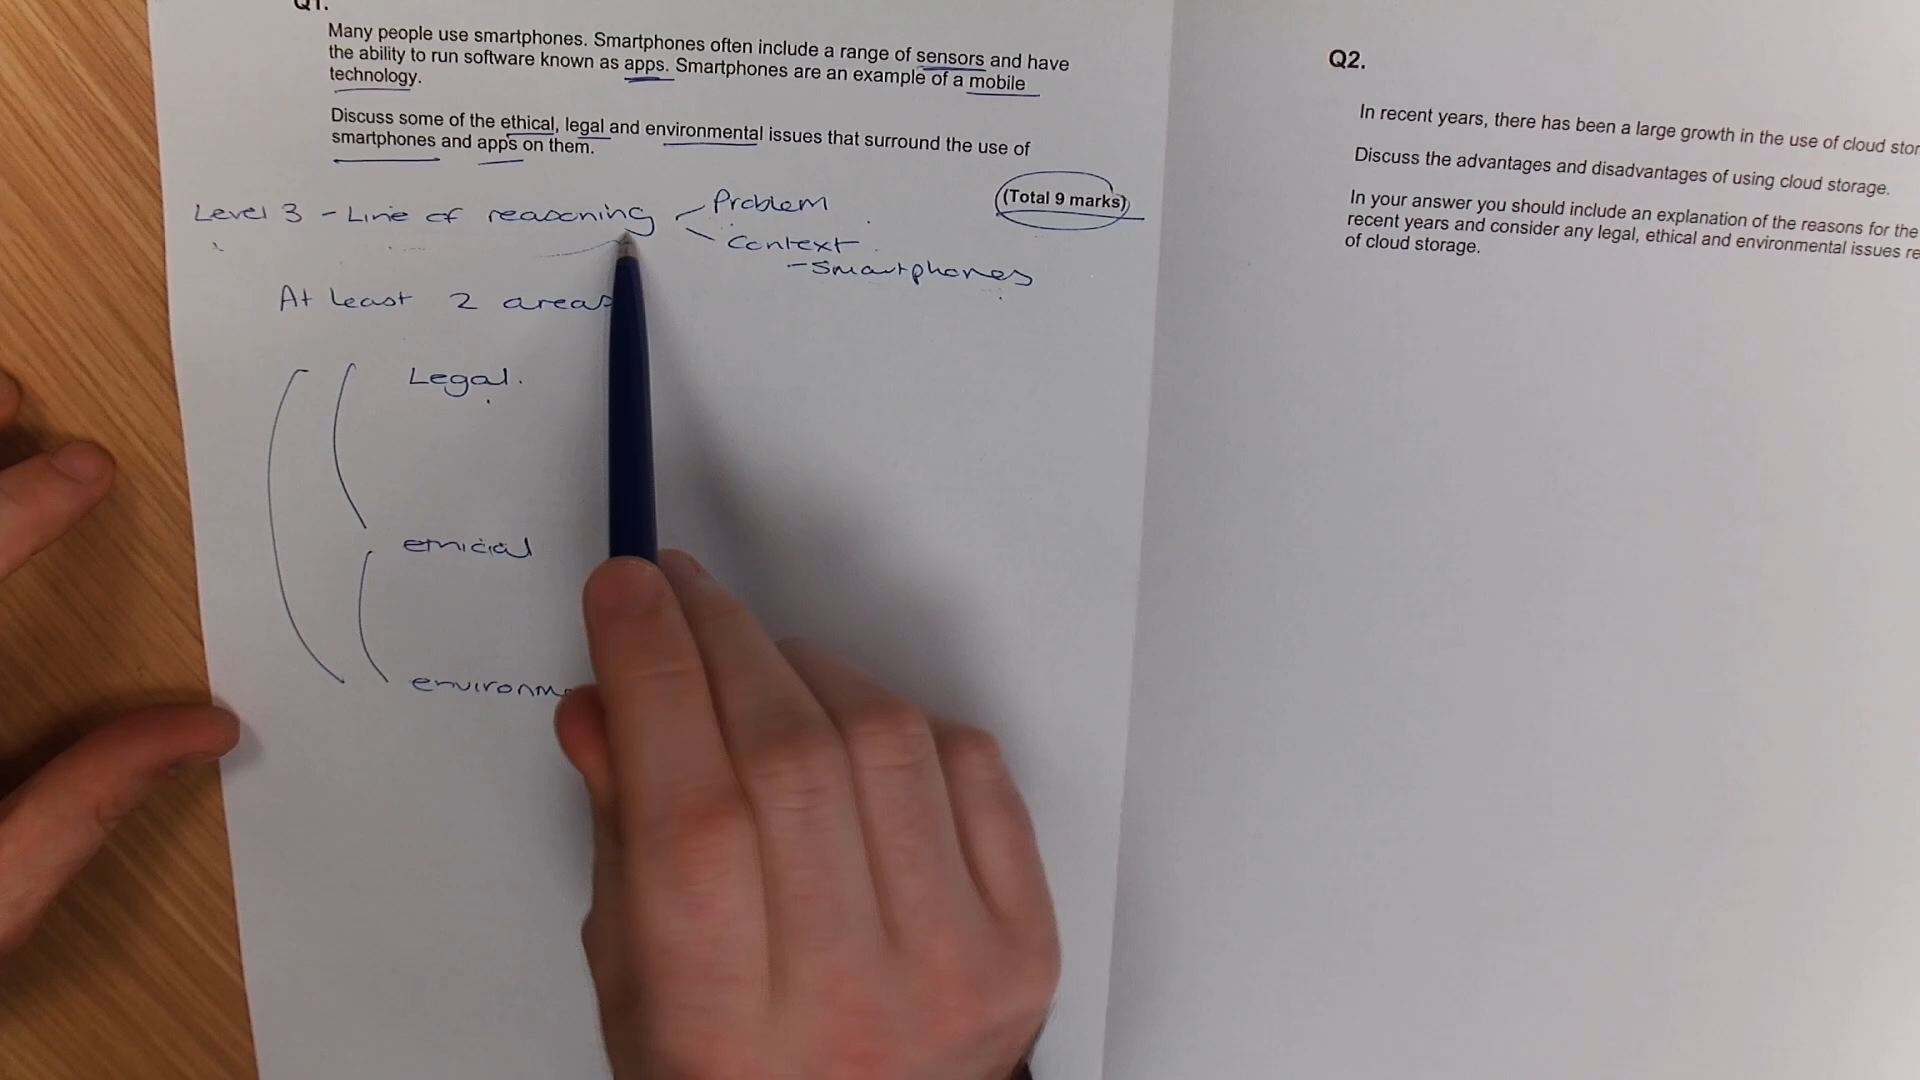 Q1.
Many people use smartphones. Smartphones often include a range of sensors and have
the ability to run software known as apps. Smartphones are an example of a mobile
technology.
Discuss some of the ethical, legal and environmental issues that surround the use of
smartphones and apps on them.
(Total 9 marks)
Level 3 - Line of reasoning
Problem
Context
- Smartphones
At least 2 areas
Legal.
ethicial
environm
Q2.
In recent years, there has been a large growth in the use of cloud stor
Discuss the advantages and disadvantages of using cloud storage.
In your answer you should include an explanation of the reasons for the
recent years and consider any legal, ethical and environmental issues re
of cloud storage.